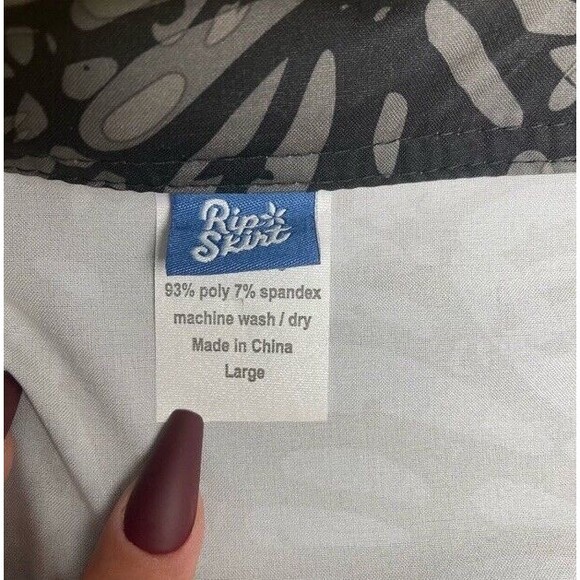 Rip
Skirt
93% poly 7% spandex
machine wash / dry
Made in China
Large